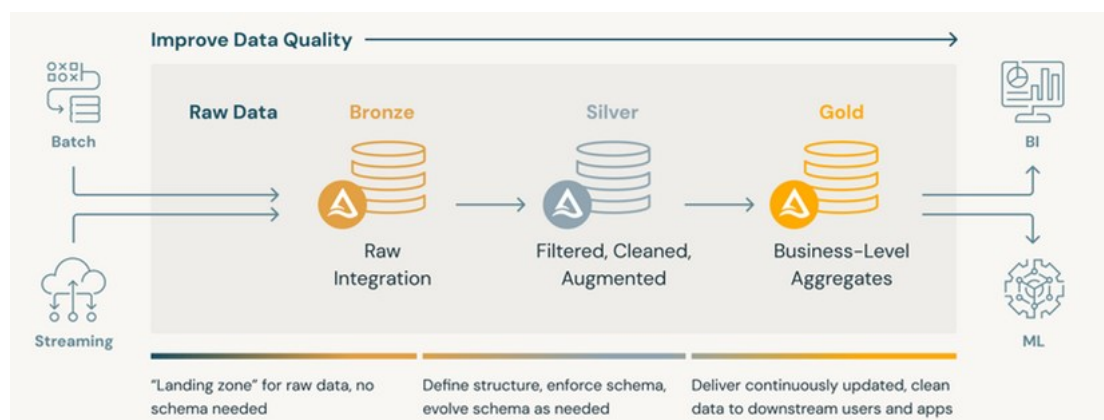 Improve Data Quality
Batch
Streaming
Raw Data
Bronze
Silver
Gold
Raw
Integration
Filtered, Cleaned,
Augmented
Business-Level
Aggregates
BI
ML
“Landing zone” for raw data, no
schema needed
Define structure, enforce schema,
evolve schema as needed
Deliver continuously updated, clean
data to downstream users and apps